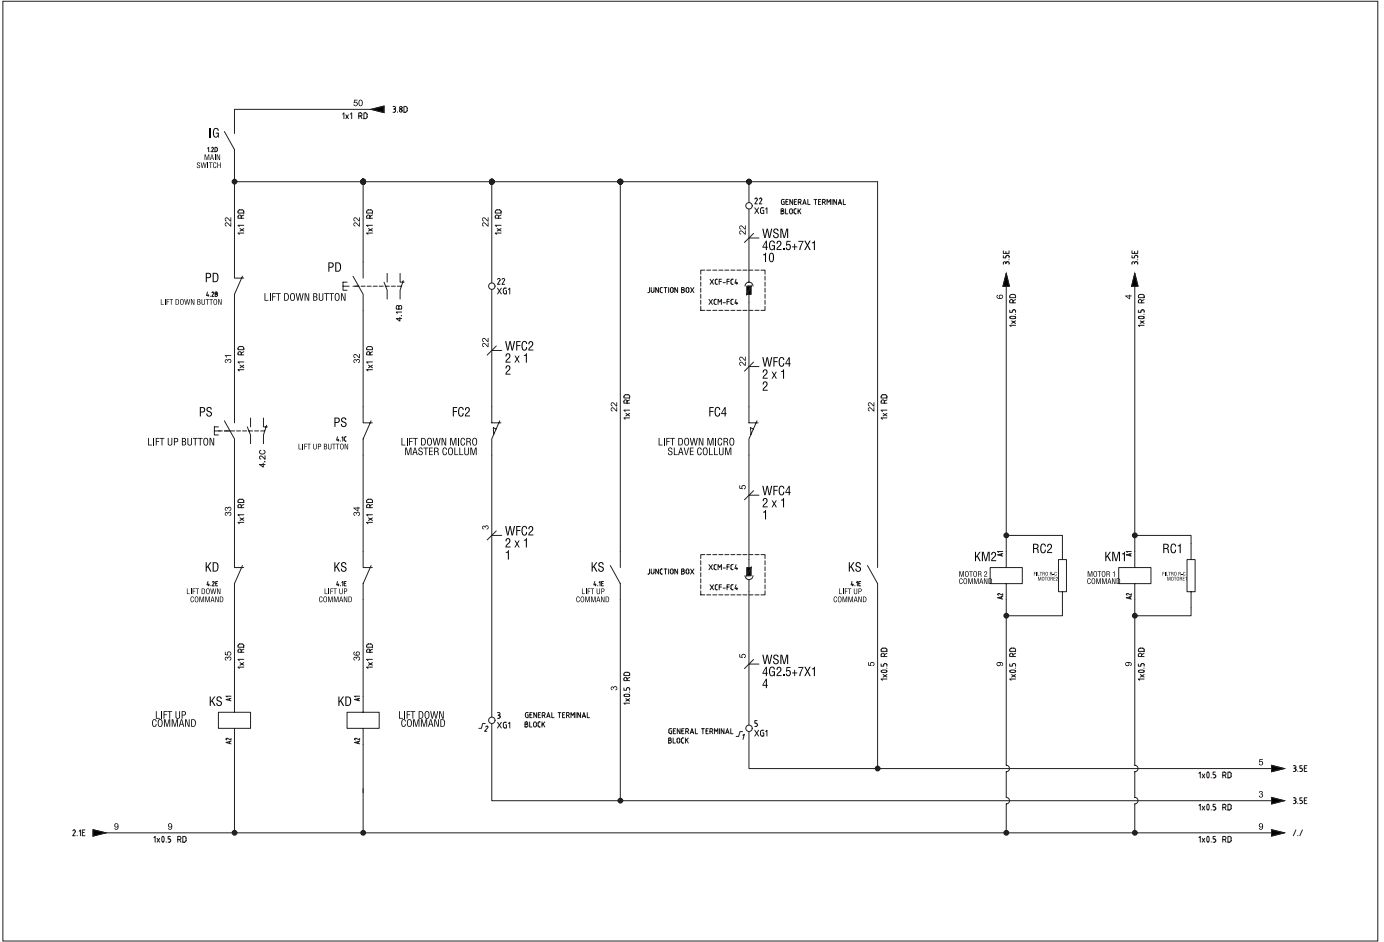 50
1x1 RD
3.8D
IG
1.2D
MAIN
SWITCH
22
1x1 RD
22
1x1 RD
22
1x1 RD
22
XG1
GENERAL TERMINAL
BLOCK
22
WSM
4G2.5+7X1
10
3.5E
3.5E
PD
4.2B
LIFT DOWN BUTTON
PD
LIFT DOWN BUTTON
4.1B
22
XG1
JUNCTION BOX
XCF-FC4
XCM-FC4
6
1x0.5 RD
4
1x0.5 RD
31
1x1 RD
32
1x1 RD
22
WFC2
2 x 1
2
22
WFC4
2 x 1
2
PS
LIFT UP BUTTON
4.2C
PS
4.1C
LIFT UP BUTTON
FC2
LIFT DOWN MICRO
MASTER COLLUM
22
1x1 RD
FC4
LIFT DOWN MICRO
SLAVE COLLUM
22
1x1 RD
33
1x1 RD
34
1x1 RD
3
WFC2
2 x 1
1
5
WFC4
2 x 1
1
KD
4.2E
LIFT DOWN
COMMAND
KS
4.1E
LIFT UP
COMMAND
KS
4.1E
LIFT UP
COMMAND
JUNCTION BOX
XCM-FC4
XCF-FC4
KS
4.1E
LIFT UP
COMMAND
KM2
A1
MOTOR 2
COMMAND
A2
RC2
FILTRO R-C
MOTORE2
KM1
A1
MOTOR 1
COMMAND
A2
RC1
FILTRO R-C
MOTORE1
35
1x1 RD
36
1x1 RD
3
1x0.5 RD
5
WSM
4G2.5+7X1
4
5
1x0.5 RD
9
1x0.5 RD
9
1x0.5 RD
KS
A1
LIFT UP
COMMAND
A2
KD
A1
LIFT DOWN
COMMAND
A2
3
XG1
2
GENERAL TERMINAL
BLOCK
GENERAL TERMINAL
BLOCK
5
XG1
1
5
1x0.5 RD
3.5E
3
1x0.5 RD
3.5E
2.1E
9
9
1x0.5 RD
9
1x0.5 RD
/./